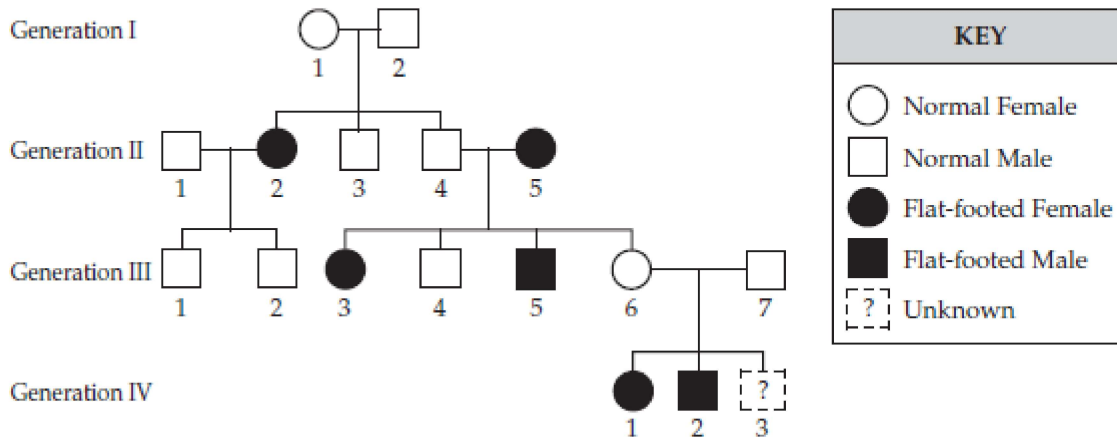 Generation I
1 2
Generation II
1 2 3 4 5
Generation III
1 2 3 4 5 6 7
Generation IV
?
1 2 3
KEY
Normal Female
Normal Male
Flat-footed Female
Flat-footed Male
? Unknown